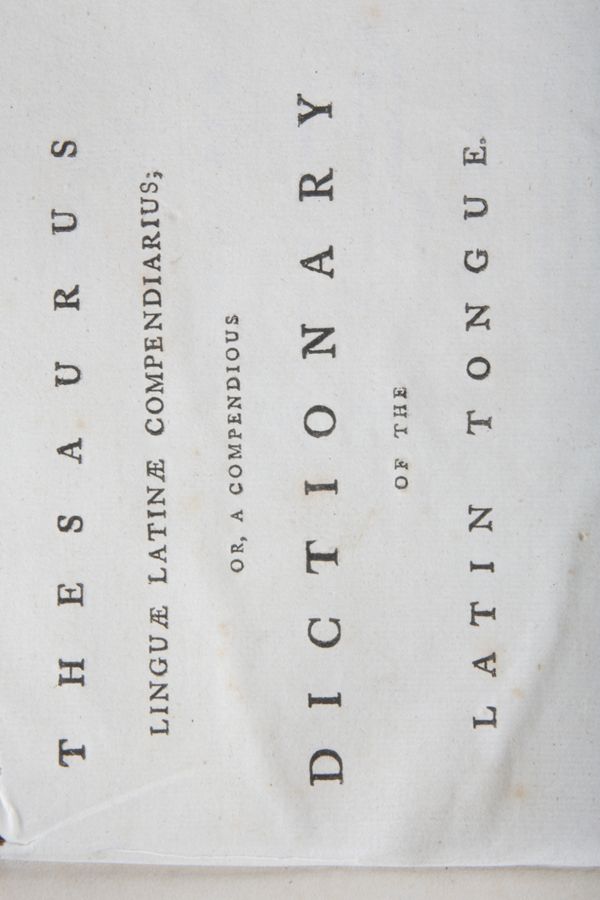 THESAURUS
LINGUÆ LATINÆ COMPENDIARIUS;
OR, A COMPENDIOUS
DICTIONARY
OF THE
LATIN TONGUE.